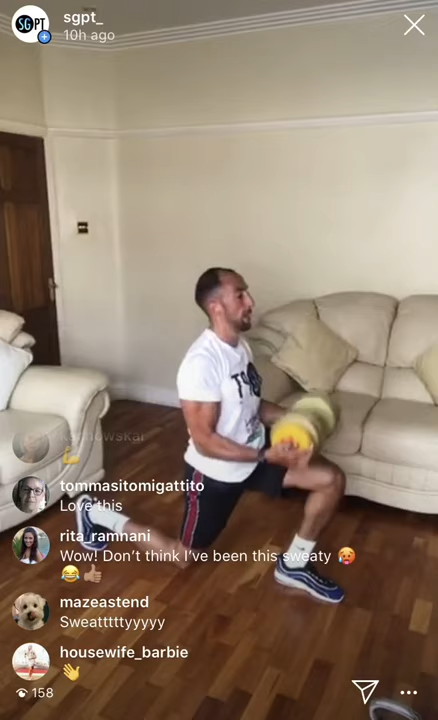 SGPT
sgpt_
10h ago
tommasitomigattito
Love this
rita_ramnani
Wow! Don't think I've been this sweaty 🥵
😂👍🏽
mazeastend
Sweatttttyyyyy
housewife_barbie
👋
158